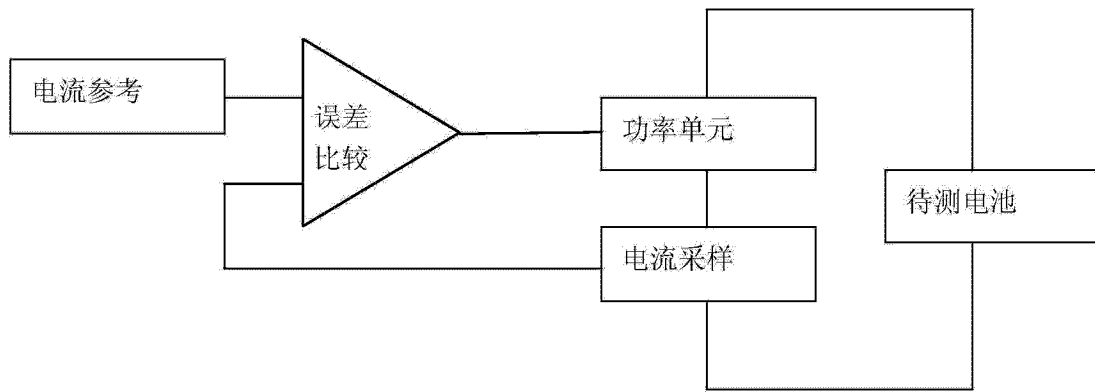 电流参考
误差
比较
功率单元
待测电池
电流采样